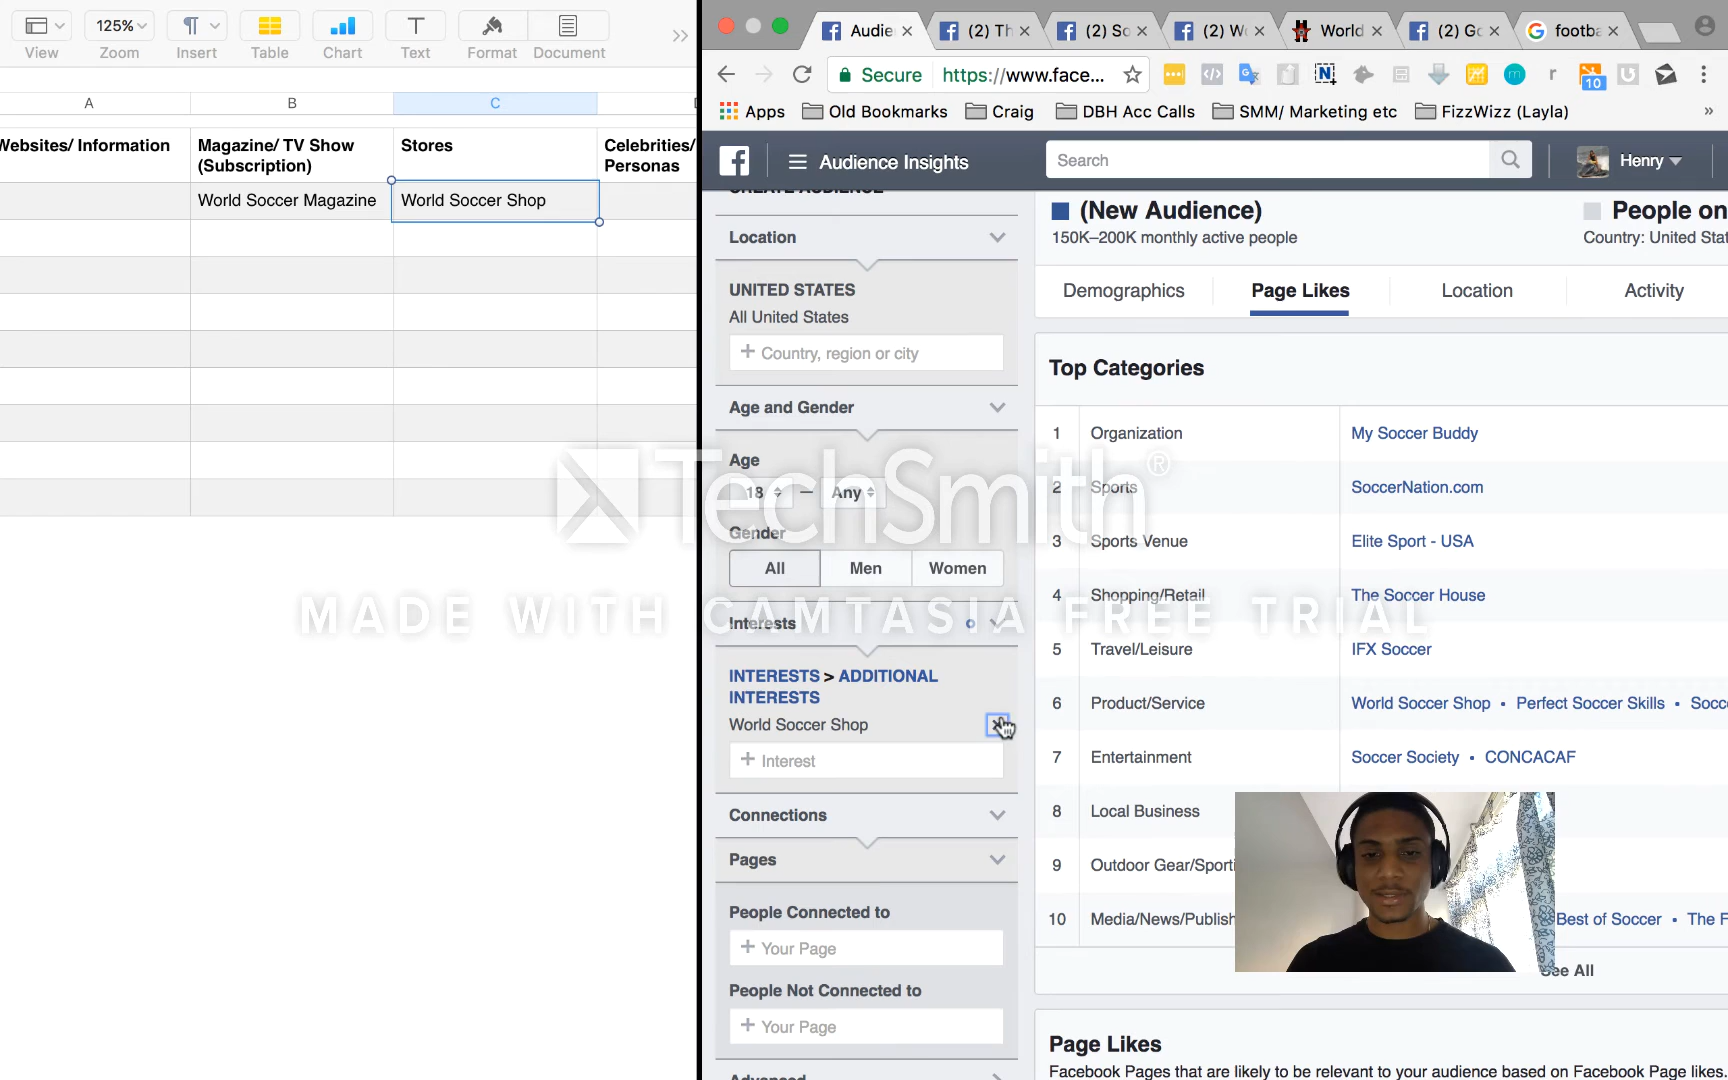 View
125%
Zoom
Insert
Table
Chart
Text
Format
Document
A
B
C
Websites/ Information
Magazine/ TV Show
(Subscription)
Stores
Celebrities/
Personas
World Soccer Magazine
World Soccer Shop
Audie
(2) Th
(2) Sc
(2) W
World
(2) Gc
footba
Secure https://www.face...
10
Apps
Old Bookmarks
Craig
DBH Acc Calls
SMM/ Marketing etc
FizzWizz (Layla)
Audience Insights
Search
Henry
CREATE AUDIENCE
Location
UNITED STATES
All United States
+ Country, region or city
Age and Gender
Age
18 — Any
Gender
All
Men
Women
Interests
INTERESTS > ADDITIONAL
INTERESTS
World Soccer Shop
+ Interest
Connections
Pages
People Connected to
+ Your Page
People Not Connected to
+ Your Page
Advanced
(New Audience)
150K–200K monthly active people
People on
Country: United Stat
Demographics
Page Likes
Location
Activity
Top Categories
1 Organization My Soccer Buddy
2 Sports SoccerNation.com
3 Sports Venue Elite Sport - USA
4 Shopping/Retail The Soccer House
5 Travel/Leisure IFX Soccer
6 Product/Service World Soccer Shop • Perfect Soccer Skills • Socc
7 Entertainment Soccer Society • CONCACAF
8 Local Business
9 Outdoor Gear/Sporti
10 Media/News/Publish Best of Soccer • The F
See All
Page Likes
Facebook Pages that are likely to be relevant to your audience based on Facebook Page likes.
TechSmith®
MADE WITH CAMTASIA FREE TRIAL